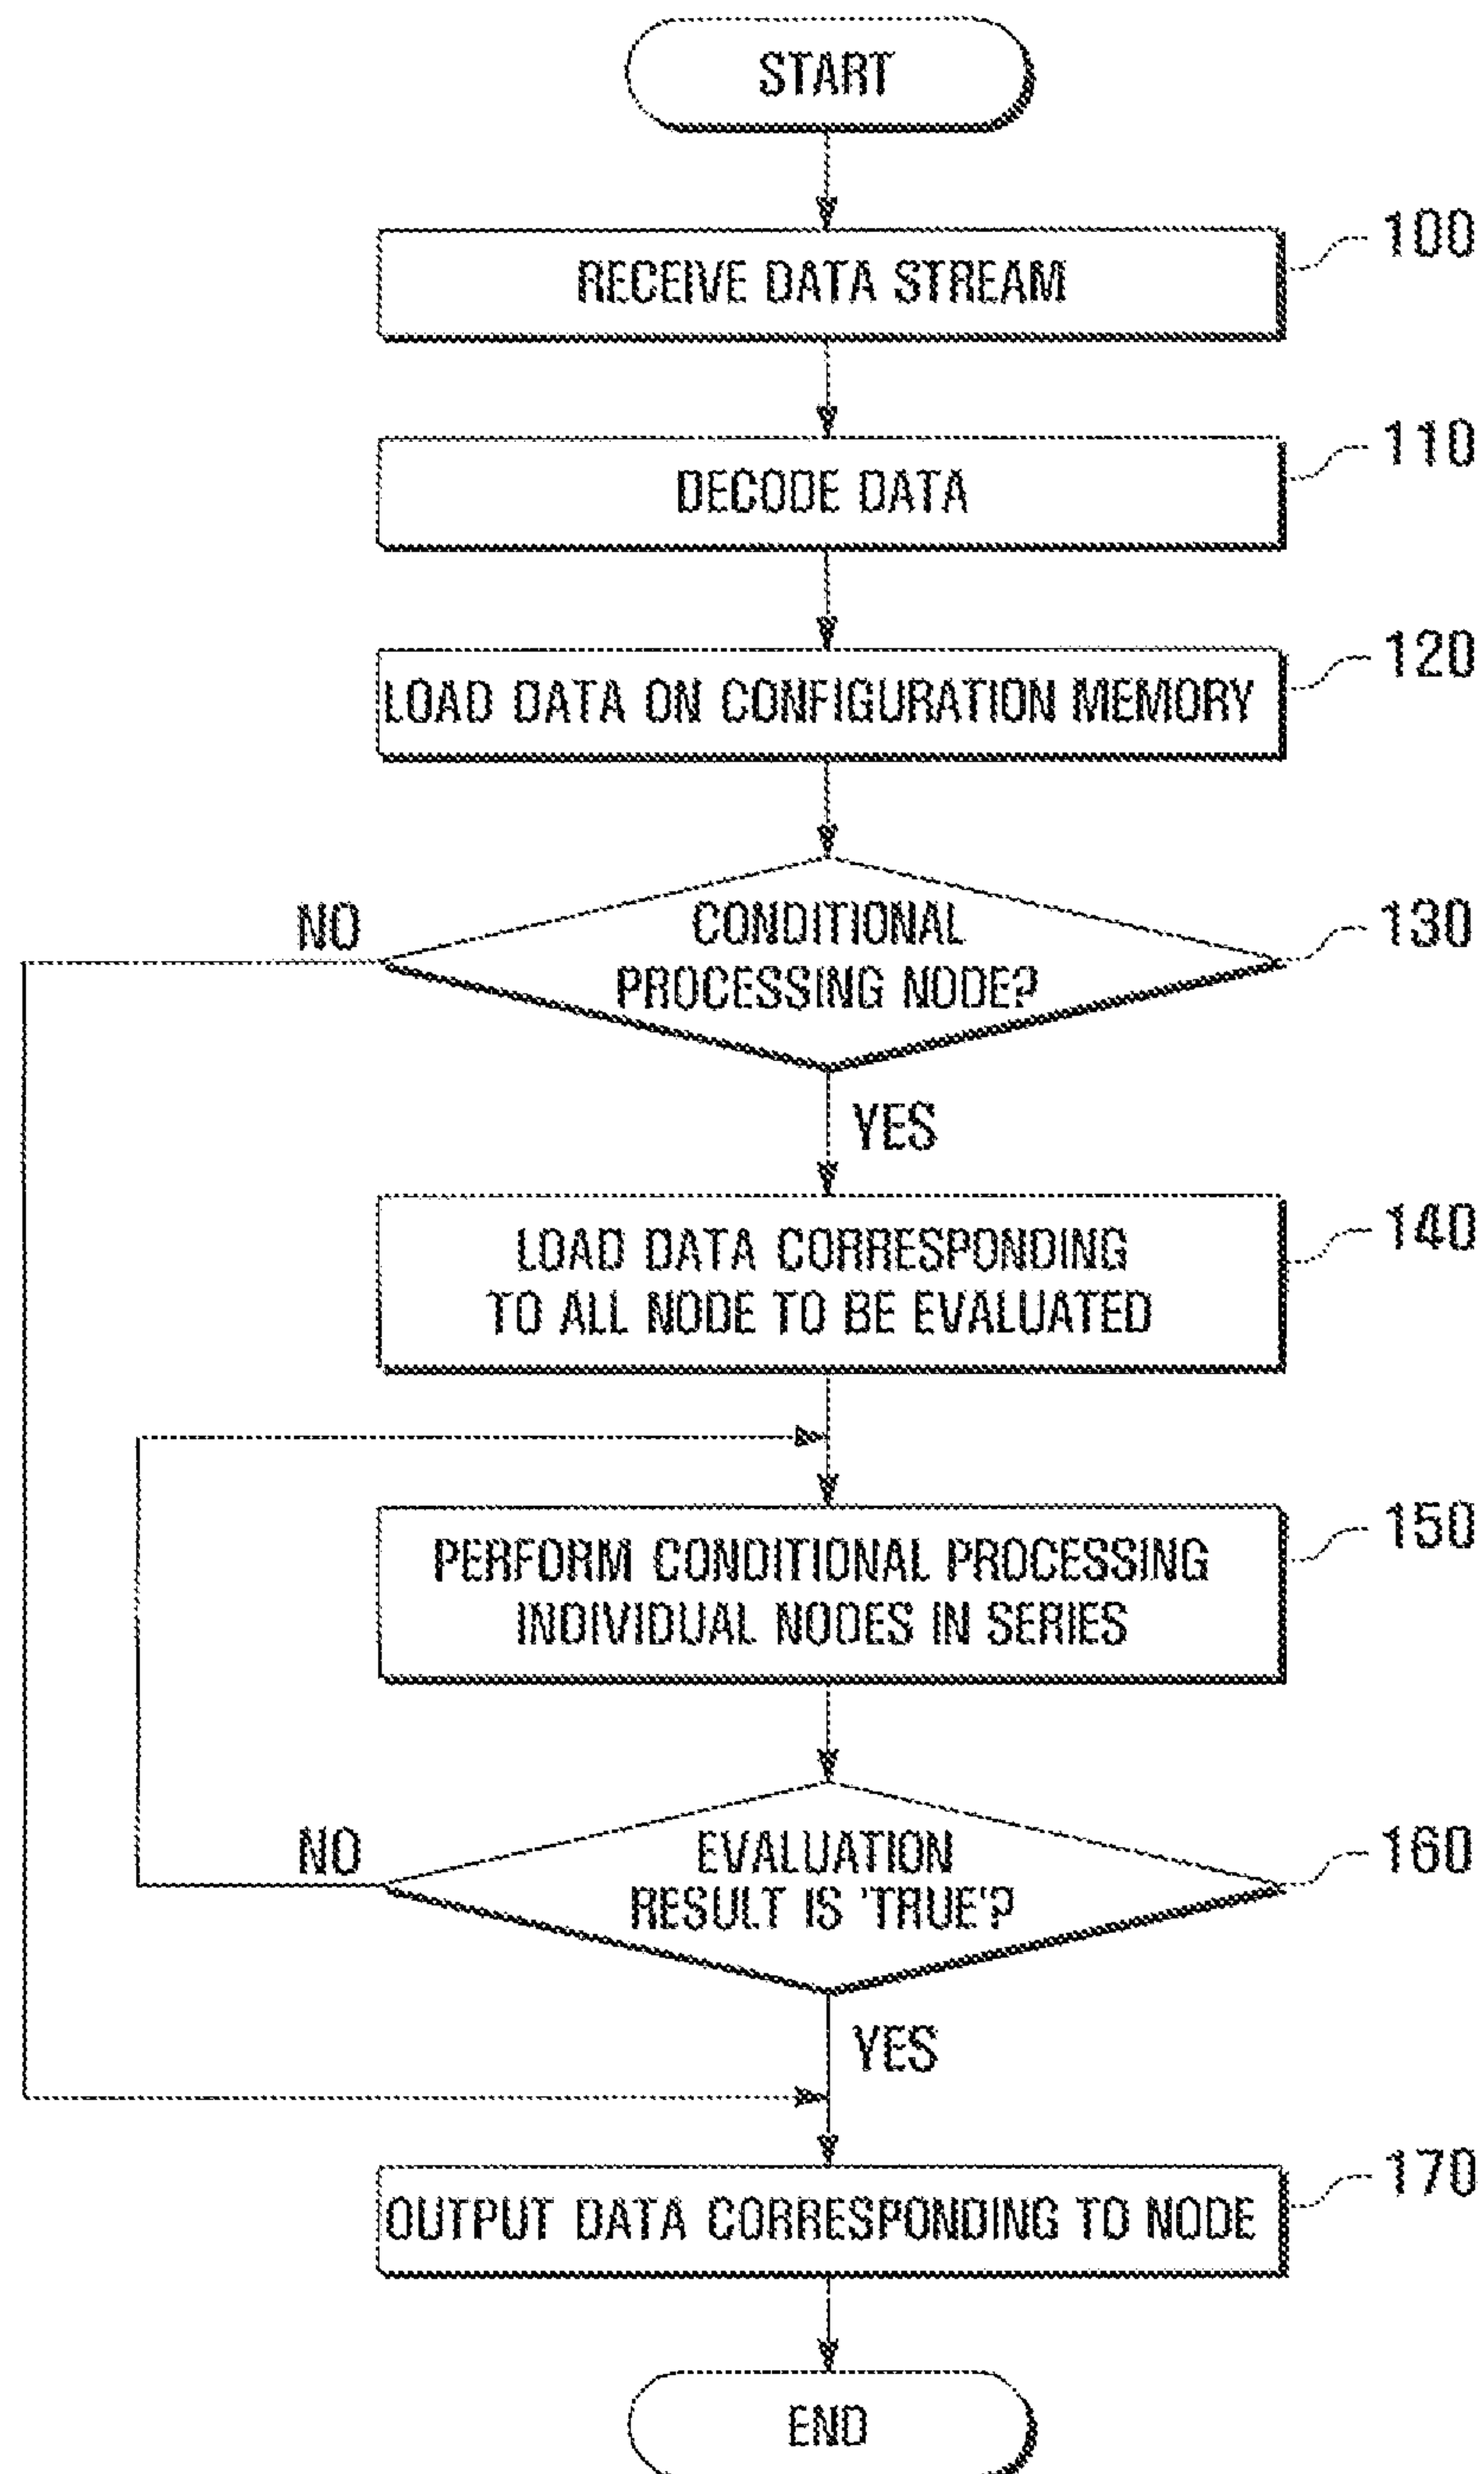 START
RECEIVE DATA STREAM
100
DECODE DATA
110
LOAD DATA ON CONFIGURATION MEMORY
120
NO
CONDITIONAL
PROCESSING NODE?
130
YES
LOAD DATA CORRESPONDING
TO ALL NODE TO BE EVALUATED
140
PERFORM CONDITIONAL PROCESSING
INDIVIDUAL NODES IN SERIES
150
NO
EVALUATION
RESULT IS 'TRUE'?
160
YES
OUTPUT DATA CORRESPONDING TO NODE
170
END